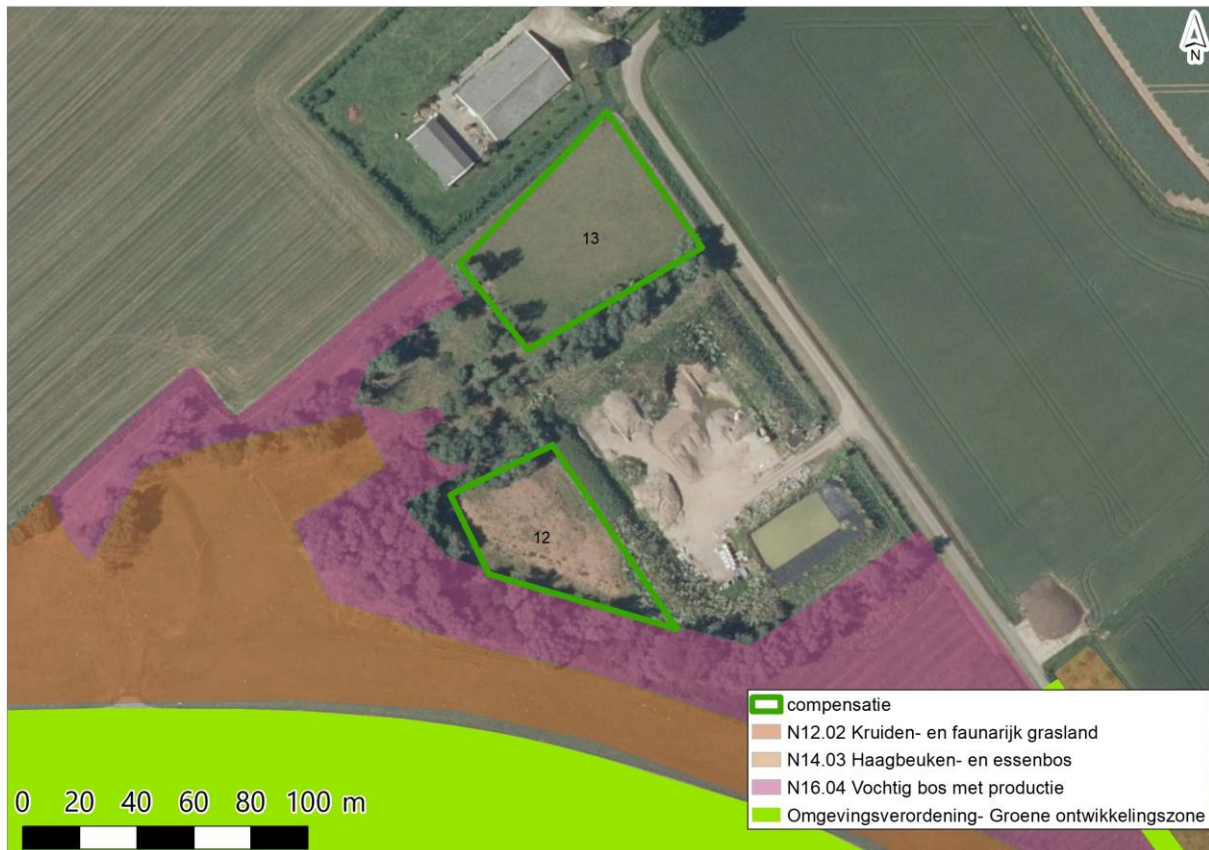 N
13
12
compensatie
N12.02 Kruiden- en faunarijk grasland
N14.03 Haagbeuken- en essenbos
N16.04 Vochtig bos met productie
Omgevingsverordening- Groene ontwikkelingszone
0 20 40 60 80 100 m